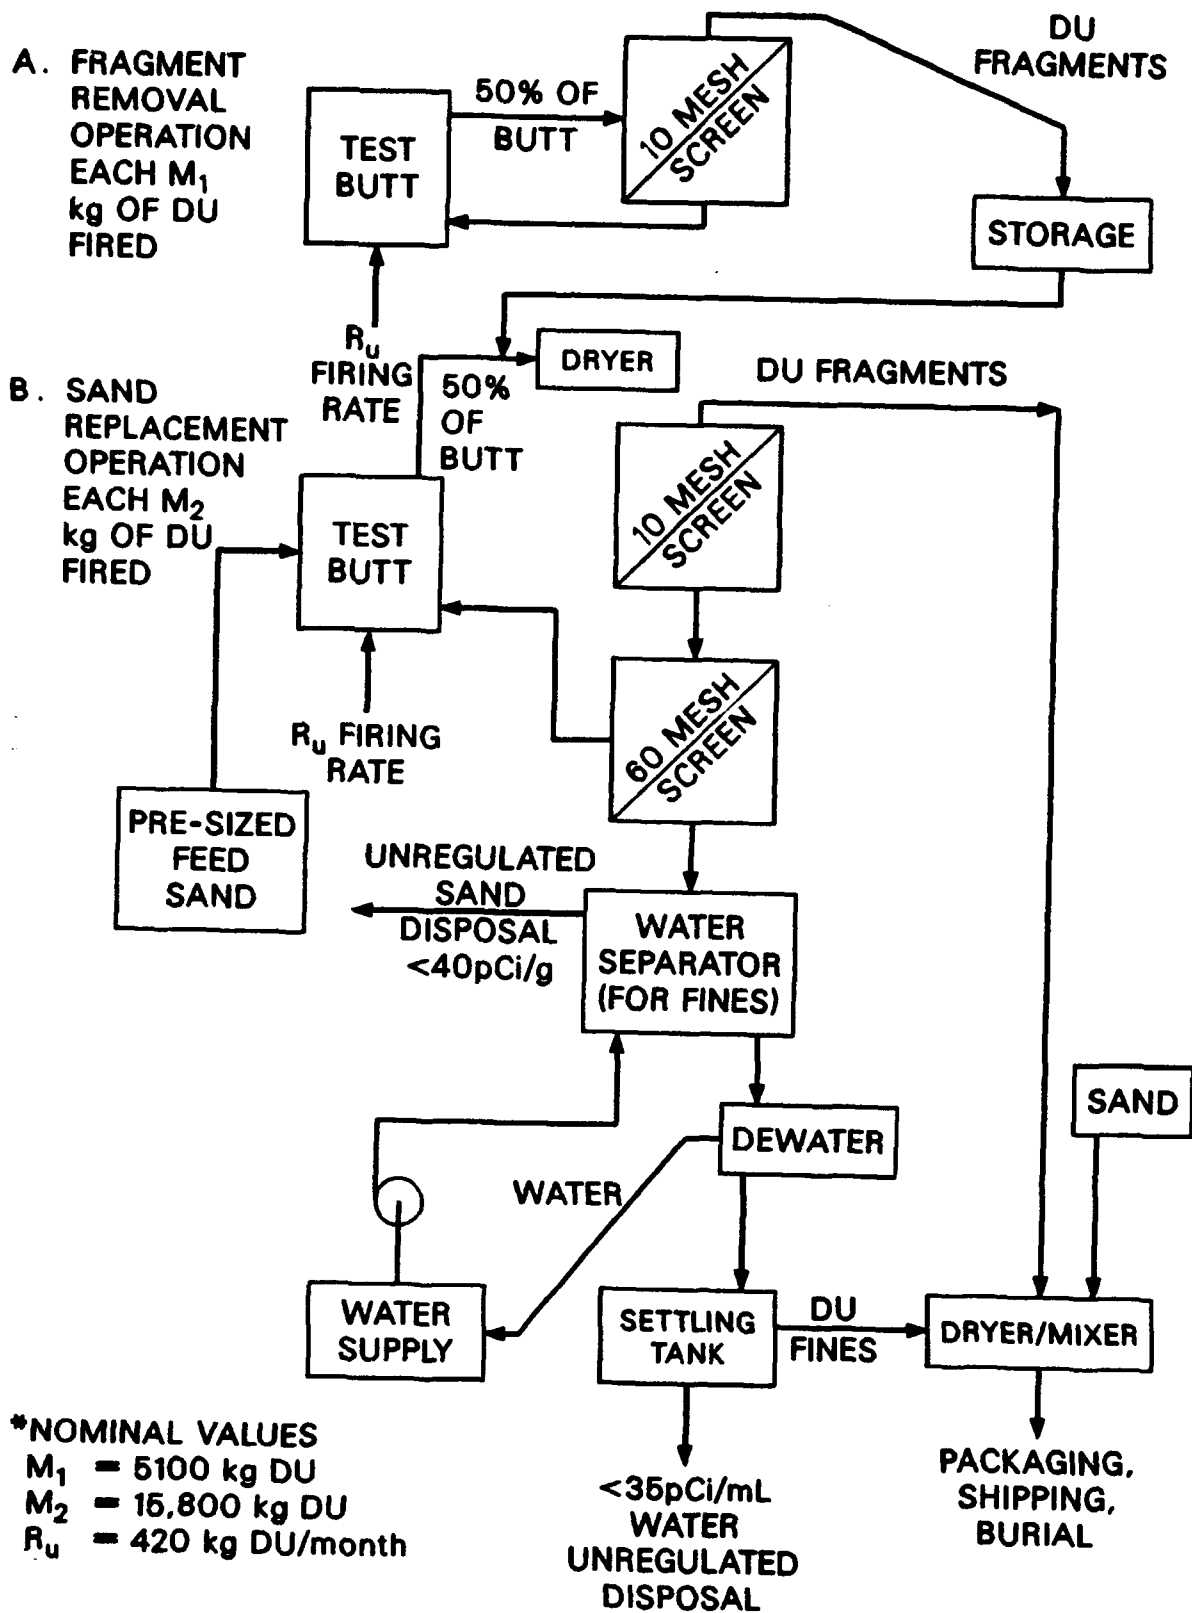 A. FRAGMENT
REMOVAL
OPERATION
EACH M₁
kg OF DU
FIRED
TEST
BUTT
50% OF
BUTT
10 MESH
SCREEN
DU
FRAGMENTS
STORAGE
Rᵤ
FIRING
RATE
DRYER
B. SAND
REPLACEMENT
OPERATION
EACH M₂
kg OF DU
FIRED
50%
OF
BUTT
TEST
BUTT
DU FRAGMENTS
10 MESH
SCREEN
60 MESH
SCREEN
Rᵤ FIRING
RATE
PRE-SIZED
FEED
SAND
UNREGULATED
SAND
DISPOSAL
<40pCi/g
WATER
SEPARATOR
(FOR FINES)
DEWATER
SAND
WATER
WATER
SUPPLY
SETTLING
TANK
DU
FINES
DRYER/MIXER
<35pCi/mL
WATER
UNREGULATED
DISPOSAL
PACKAGING,
SHIPPING,
BURIAL
*NOMINAL VALUES
M₁ = 5100 kg DU
M₂ = 15,800 kg DU
Rᵤ = 420 kg DU/month